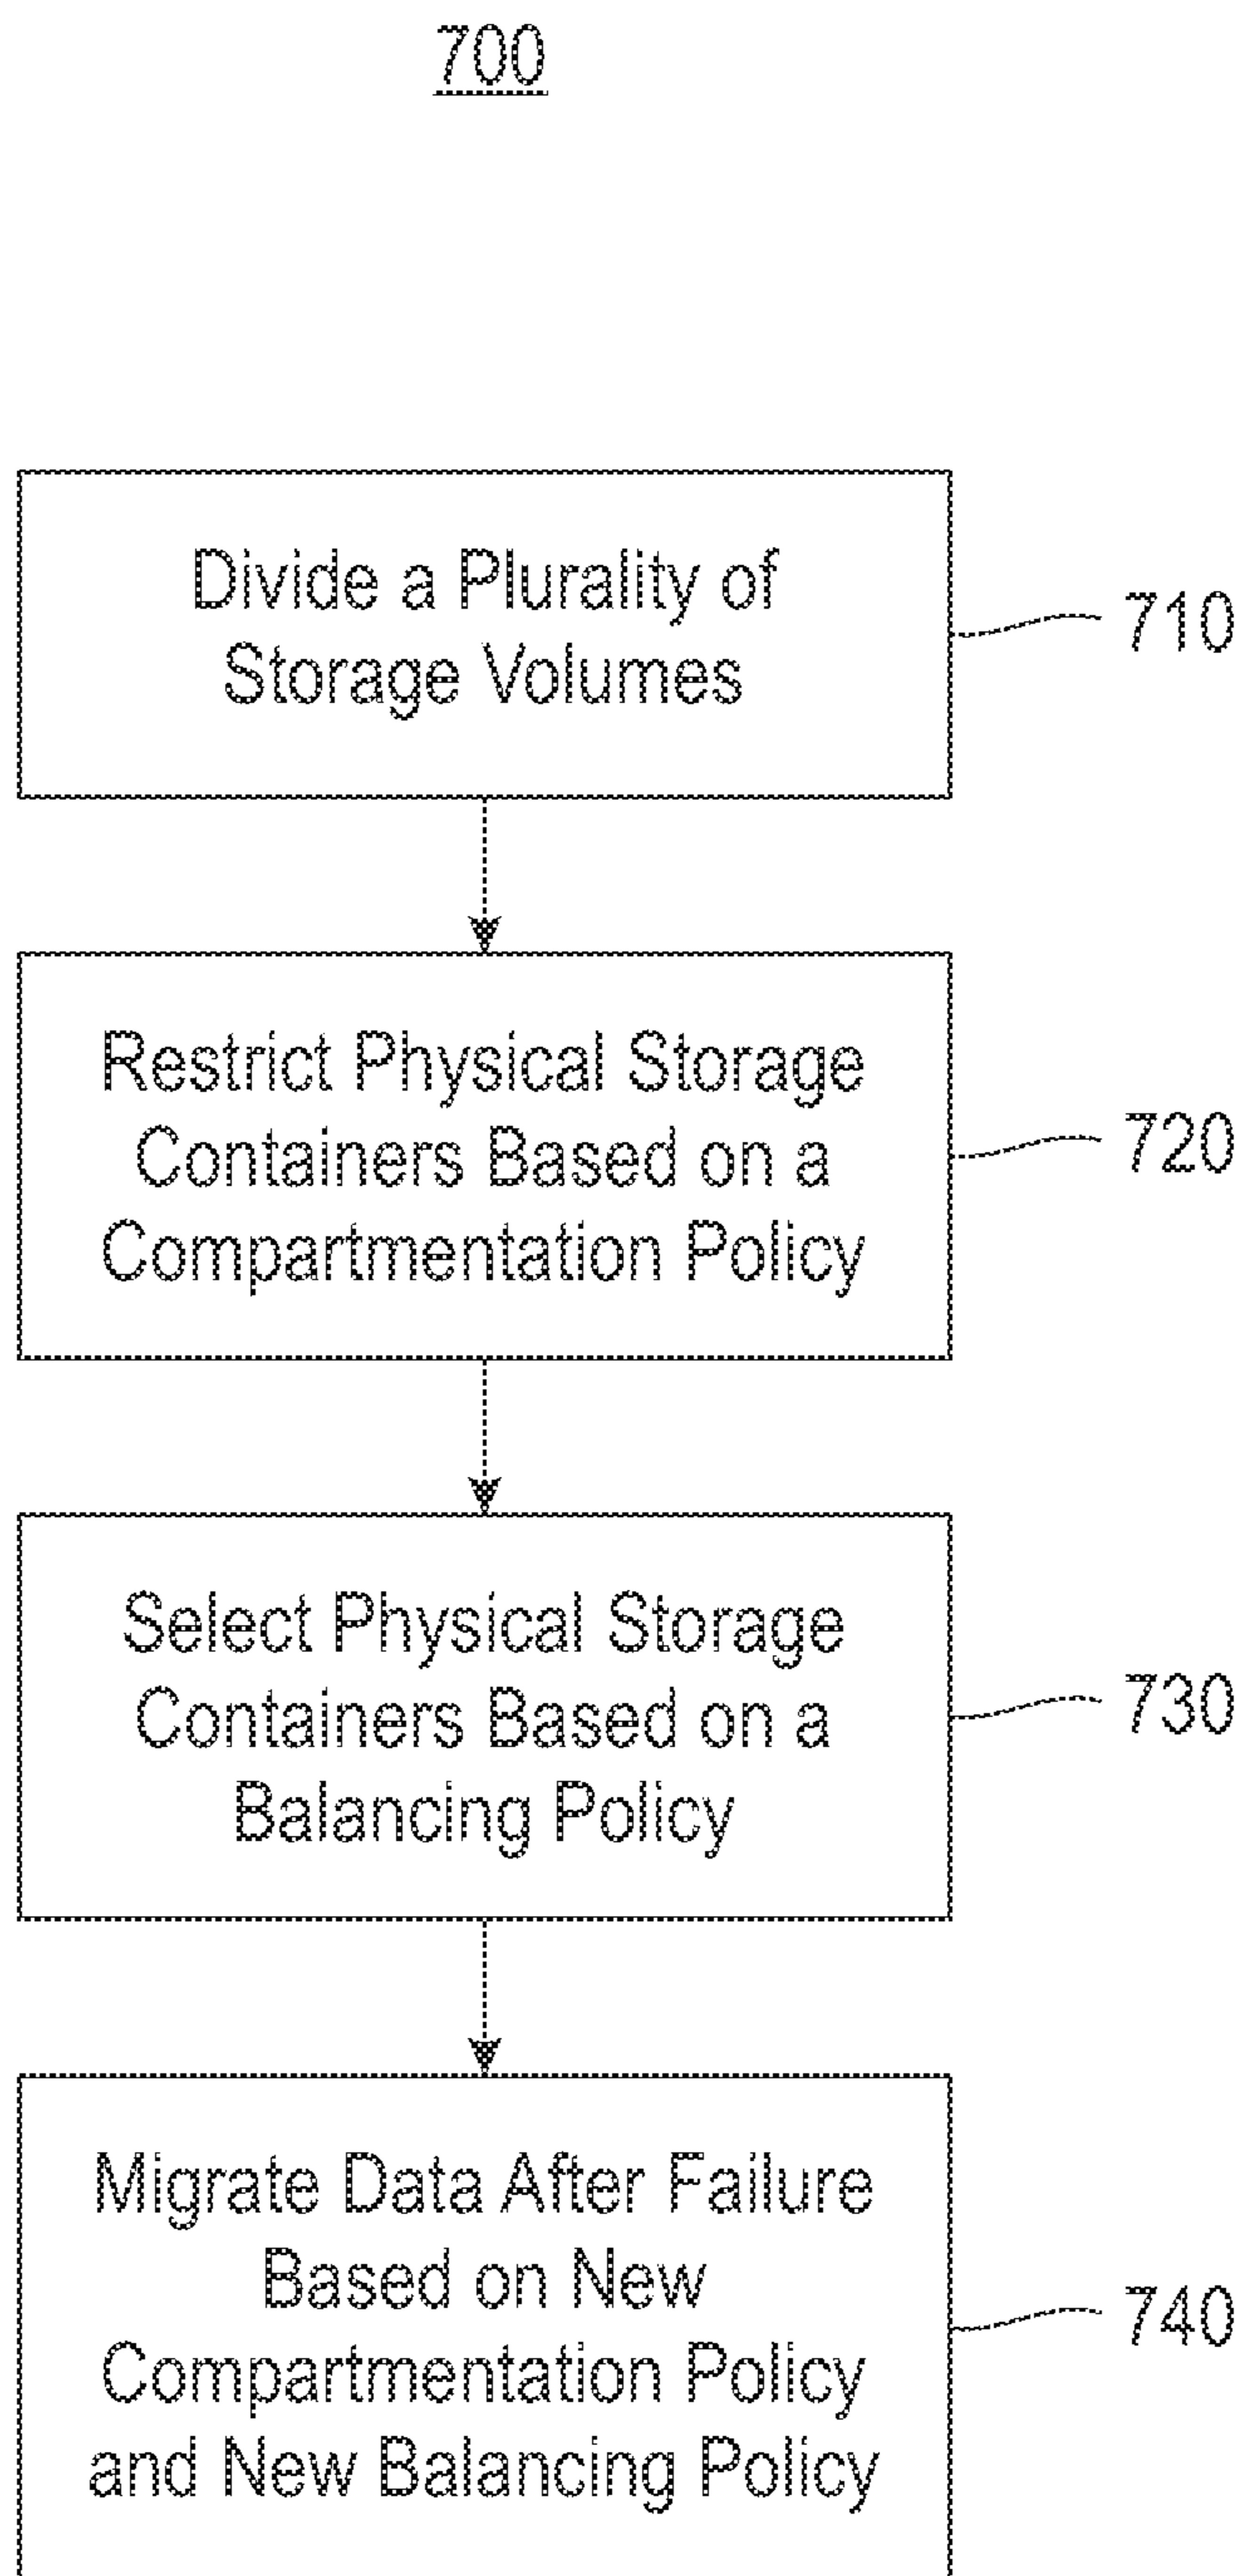 700
Divide a Plurality of
Storage Volumes
710
Restrict Physical Storage
Containers Based on a
Compartmentation Policy
720
Select Physical Storage
Containers Based on a
Balancing Policy
730
Migrate Data After Failure
Based on New
Compartmentation Policy
and New Balancing Policy
740